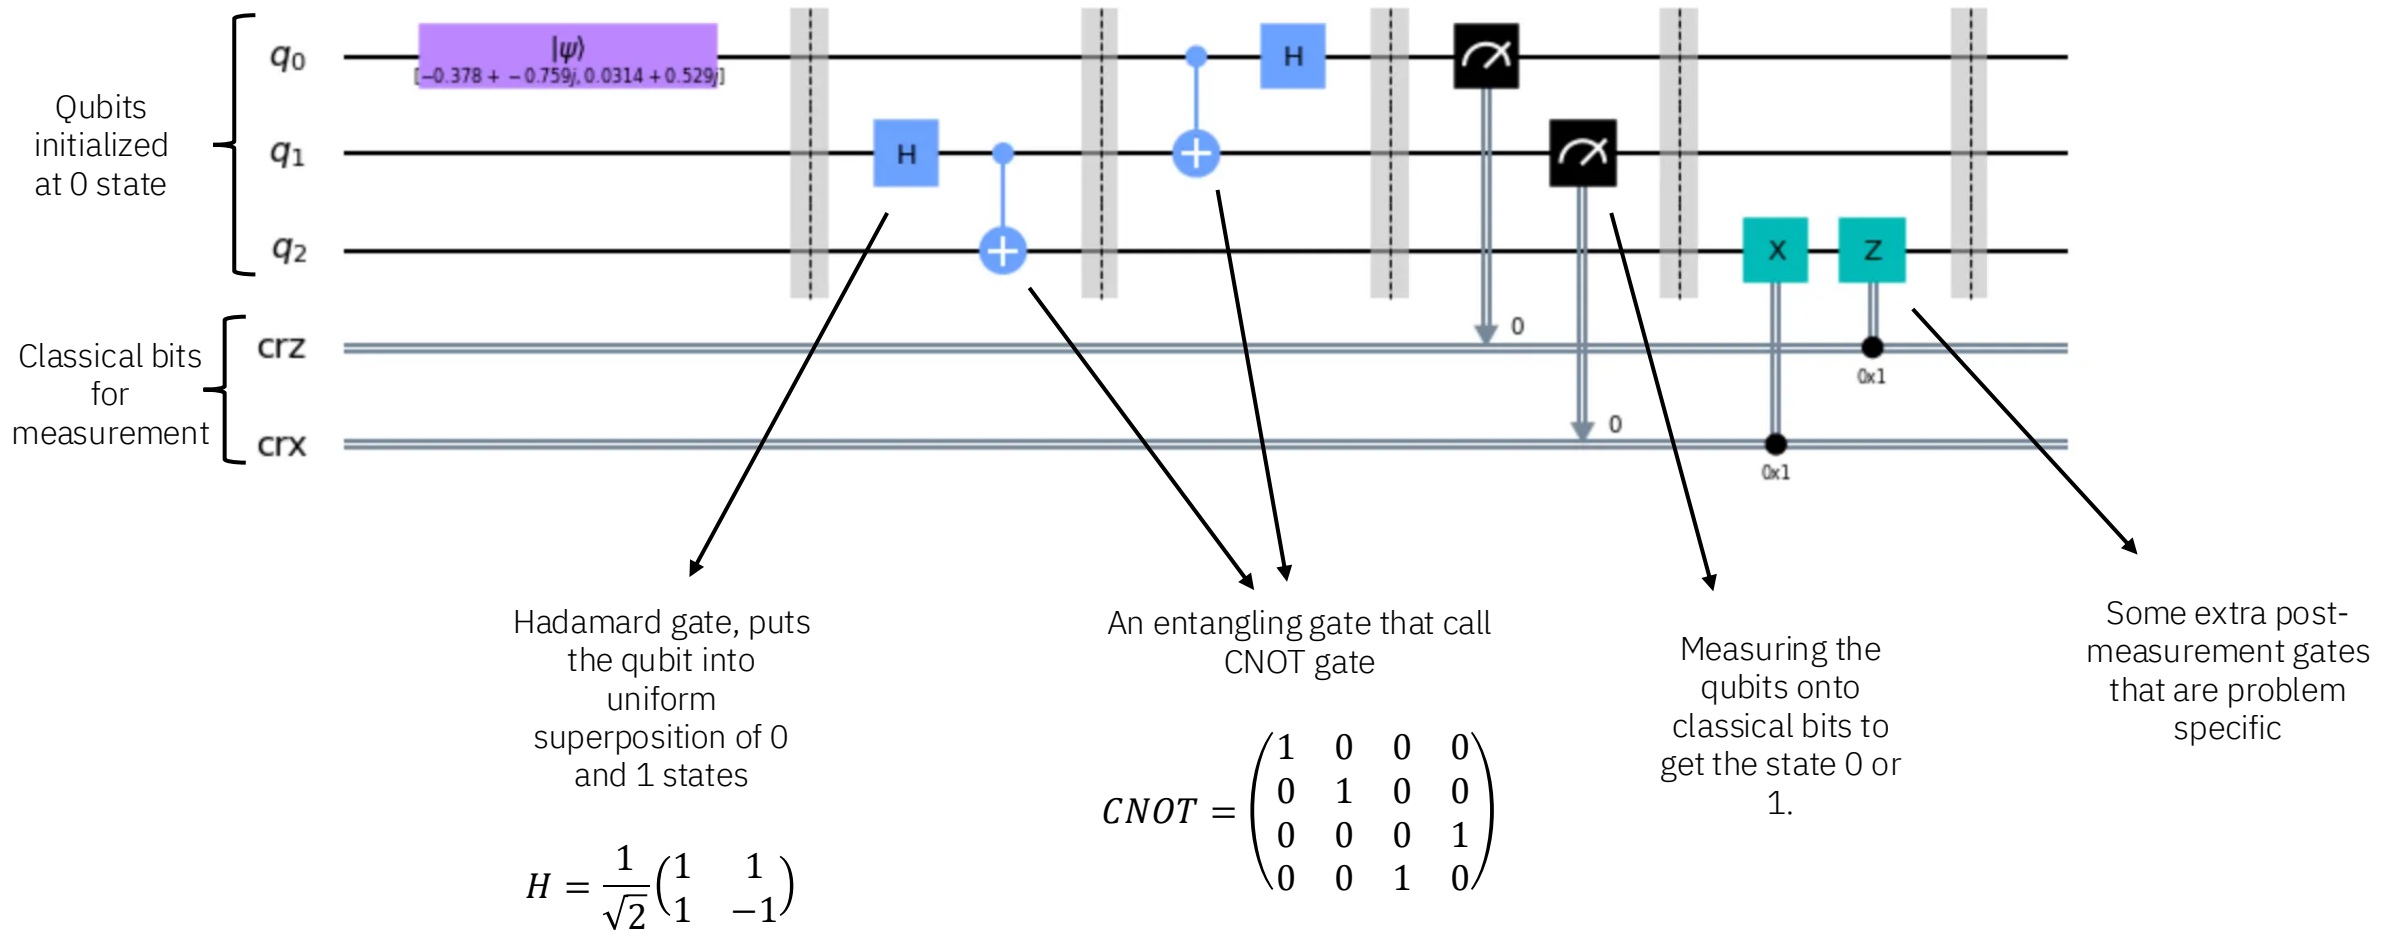 Qubits
initialized
at 0 state
q0
q1
q2
|ψ⟩
[−0.378 + −0.759j, 0.0314 + 0.529j]
H
H
X
Z
Classical bits
for
measurement
crz
crx
0
0
0x1
0x1
Hadamard gate, puts
the qubit into
uniform
superposition of 0
and 1 states
H = 1/√2 (1 1
1 −1)
An entangling gate that call
CNOT gate
CNOT = (1 0 0 0
0 1 0 0
0 0 0 1
0 0 1 0)
Measuring the
qubits onto
classical bits to
get the state 0 or
1.
Some extra post-
measurement gates
that are problem
specific